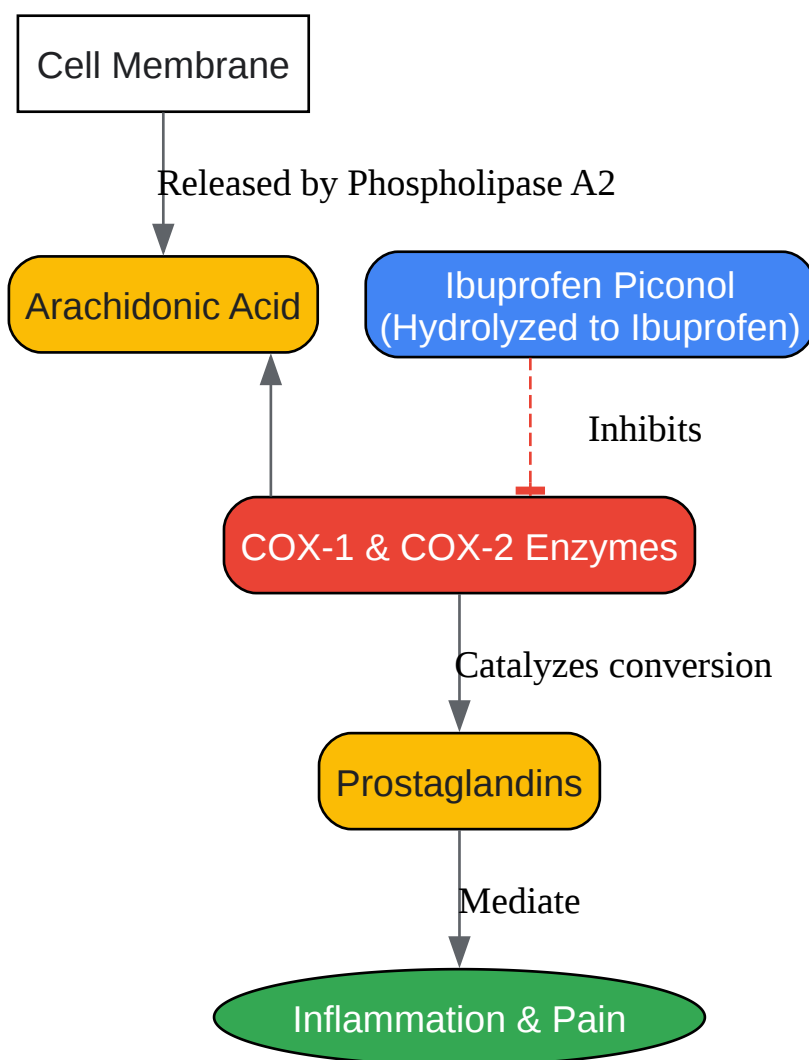 Cell Membrane
Released by Phospholipase A2
Arachidonic Acid
Ibuprofen Piconol
(Hydrolyzed to Ibuprofen)
Inhibits
COX-1 & COX-2 Enzymes
Catalyzes conversion
Prostaglandins
Mediate
Inflammation & Pain